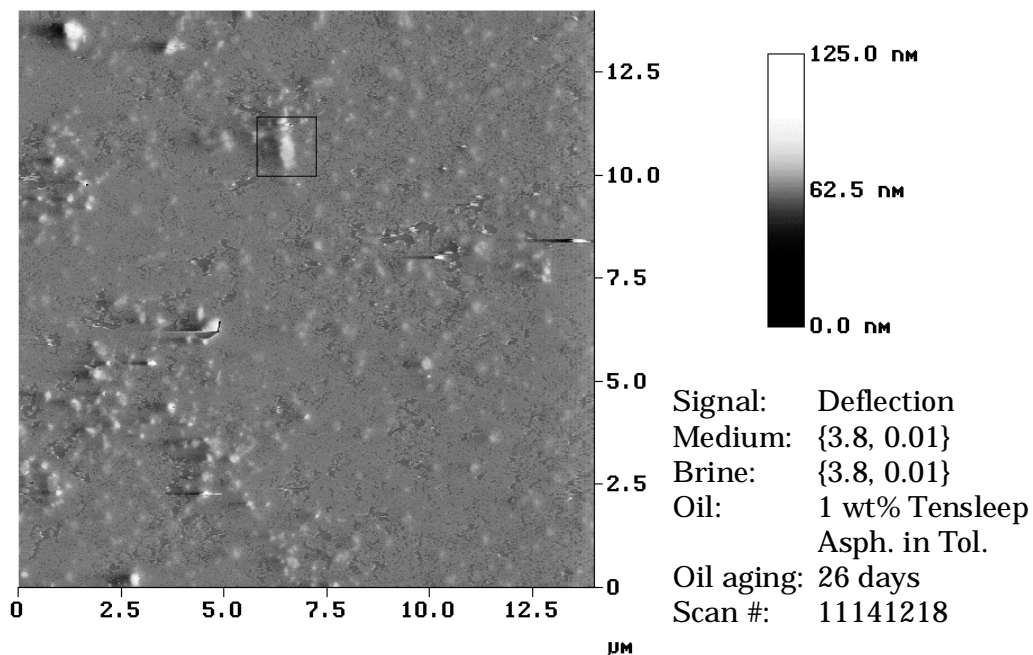 125.0 nM
62.5 nM
0.0 nM
12.5
10.0
7.5
5.0
2.5
0
0 2.5 5.0 7.5 10.0 12.5
µM
Signal: Deflection
Medium: {3.8, 0.01}
Brine: {3.8, 0.01}
Oil: 1 wt% Tensleep
Asph. in Tol.
Oil aging: 26 days
Scan #: 11141218